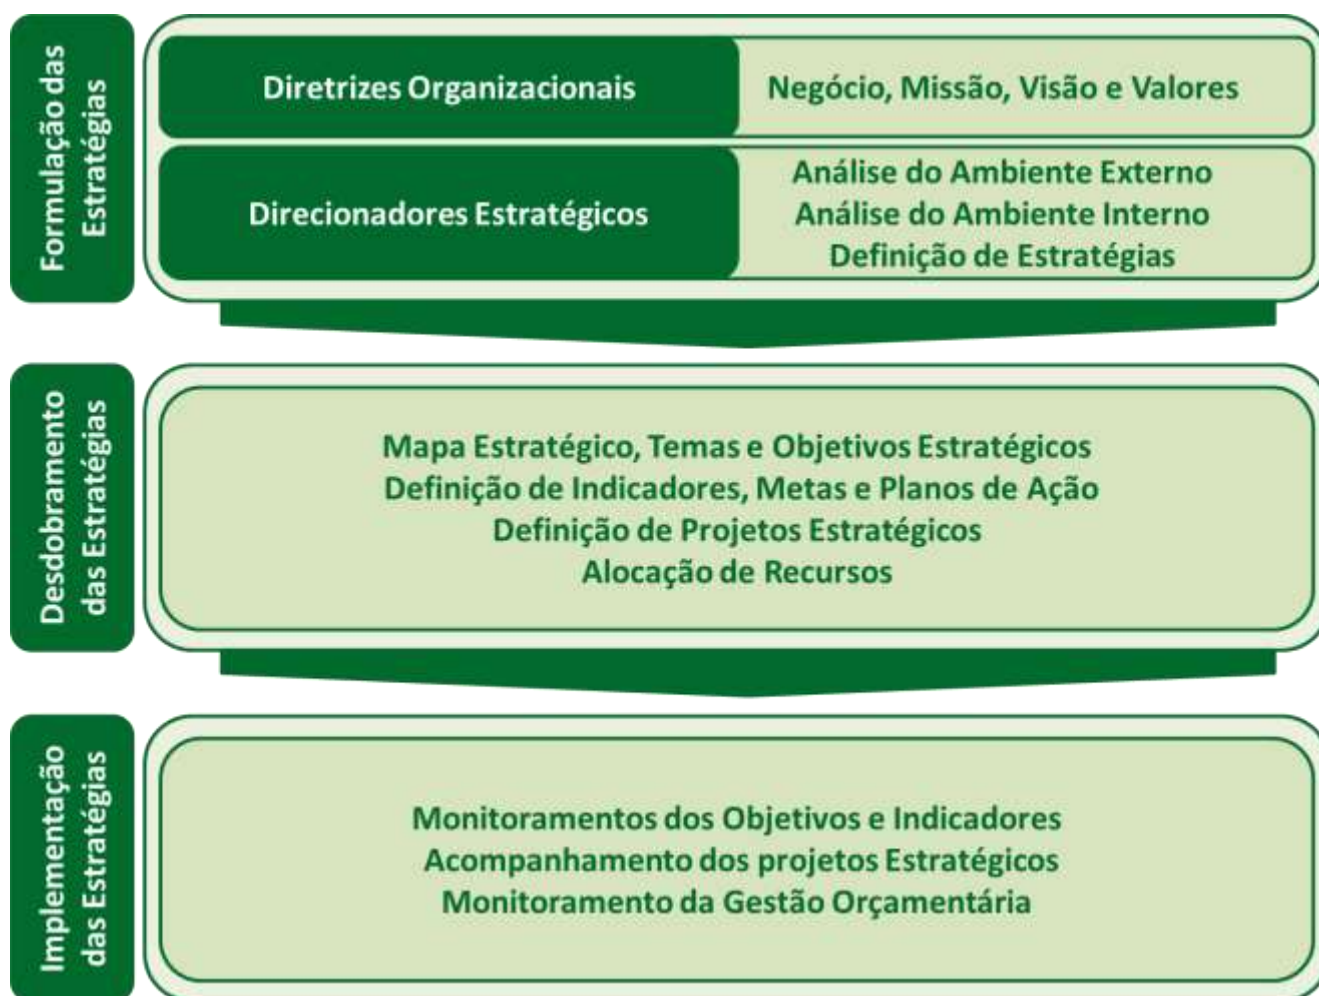 Formulação das
Estratégias
Diretrizes Organizacionais
Negócio, Missão, Visão e Valores
Direcionadores Estratégicos
Análise do Ambiente Externo
Análise do Ambiente Interno
Definição de Estratégias
Desdobramento
das Estratégias
Mapa Estratégico, Temas e Objetivos Estratégicos
Definição de Indicadores, Metas e Planos de Ação
Definição de Projetos Estratégicos
Alocação de Recursos
Implementação
das Estratégias
Monitoramentos dos Objetivos e Indicadores
Acompanhamento dos projetos Estratégicos
Monitoramento da Gestão Orçamentária